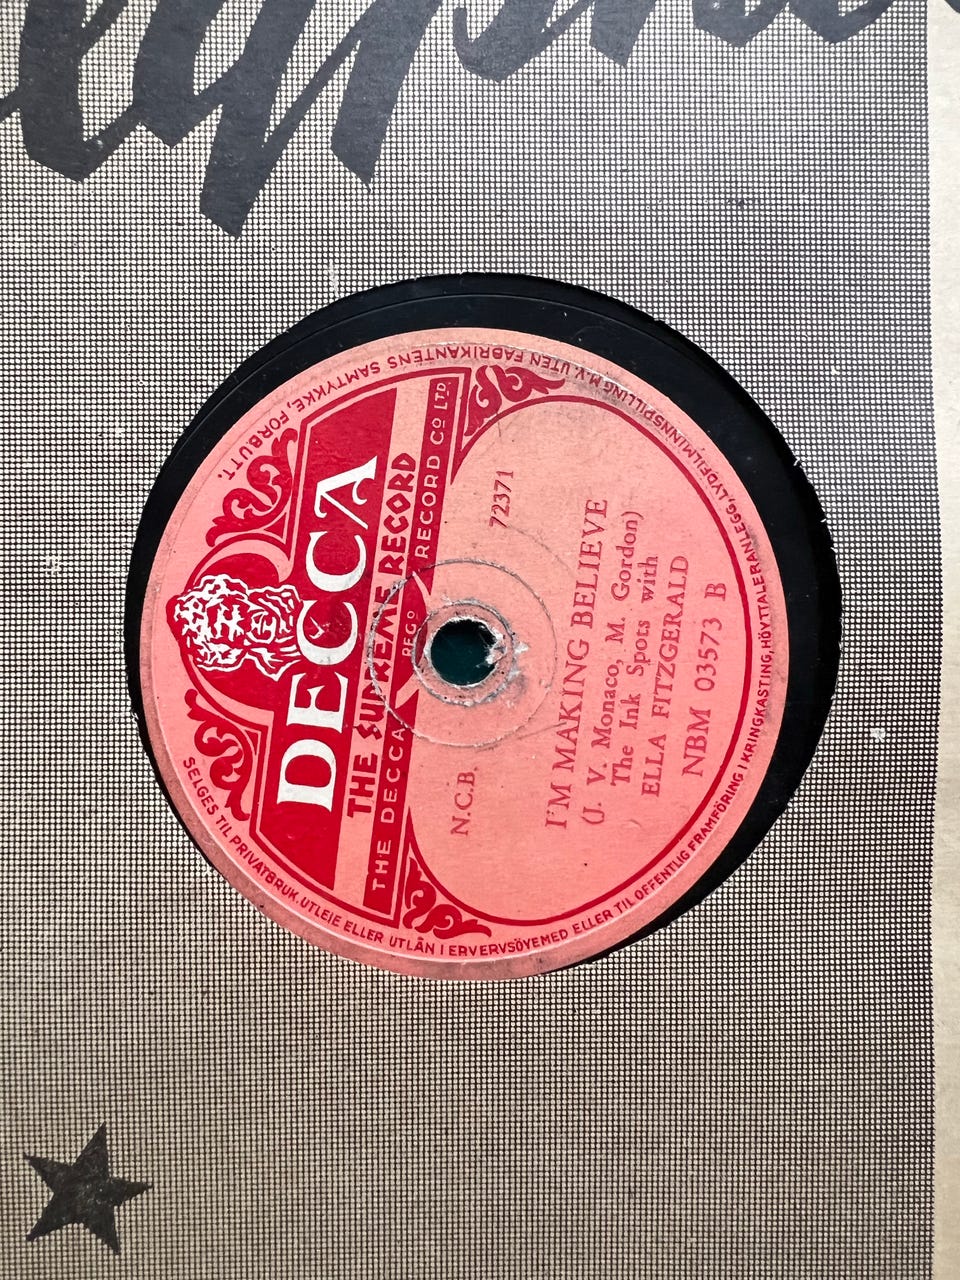 DECCA
THE SUPREME RECORD
THE DECCA RECORD CO LTD.
REGD
N.C.B.
72371
I'M MAKING BELIEVE
(J. V. Monaco, M. Gordon)
The Ink Spots with
ELLA FITZGERALD
NBM 03573 B
SELGES TIL PRIVATBRUK. UTLEIE ELLER UTLÅN I ERVERVSÖYEMED ELLER TIL OFFENTLIG FRAMFÖRING I KRINGKASTING, HÖYTTALERANLEGG, LYDFILMINNSPILLING M.V. UTEN FABRIKANTENS SAMTYKKE, FORB.UTT.